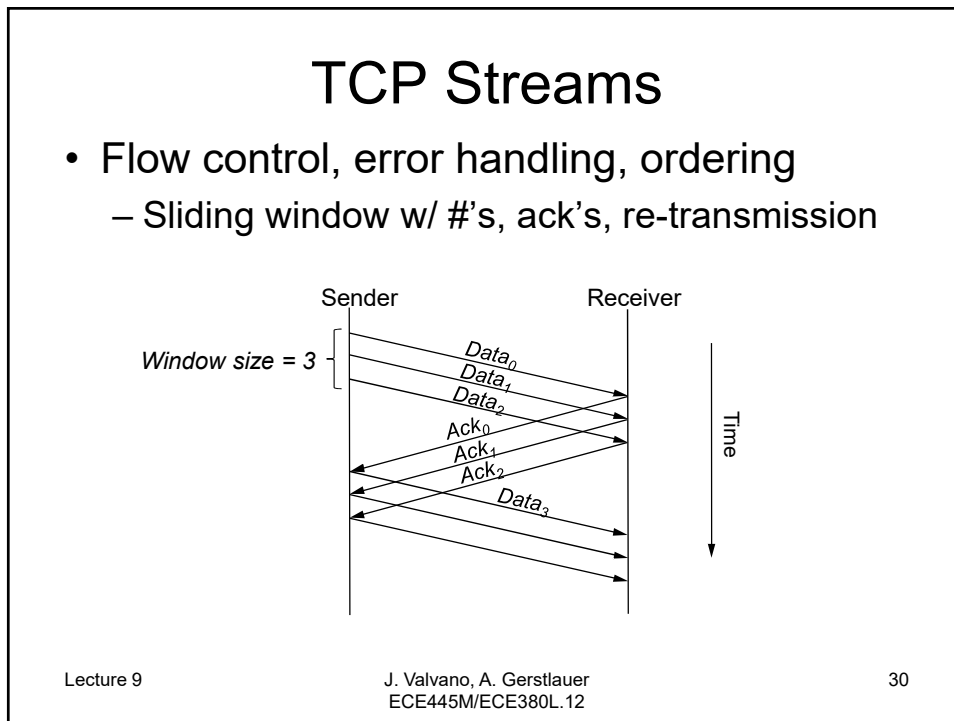 TCP Streams
• Flow control, error handling, ordering
– Sliding window w/ #'s, ack's, re-transmission
Sender
Receiver
Window size = 3
Data0
Data1
Data2
Ack0
Ack1
Ack2
Data3
Time
Lecture 9
J. Valvano, A. Gerstlauer
ECE445M/ECE380L.12
30